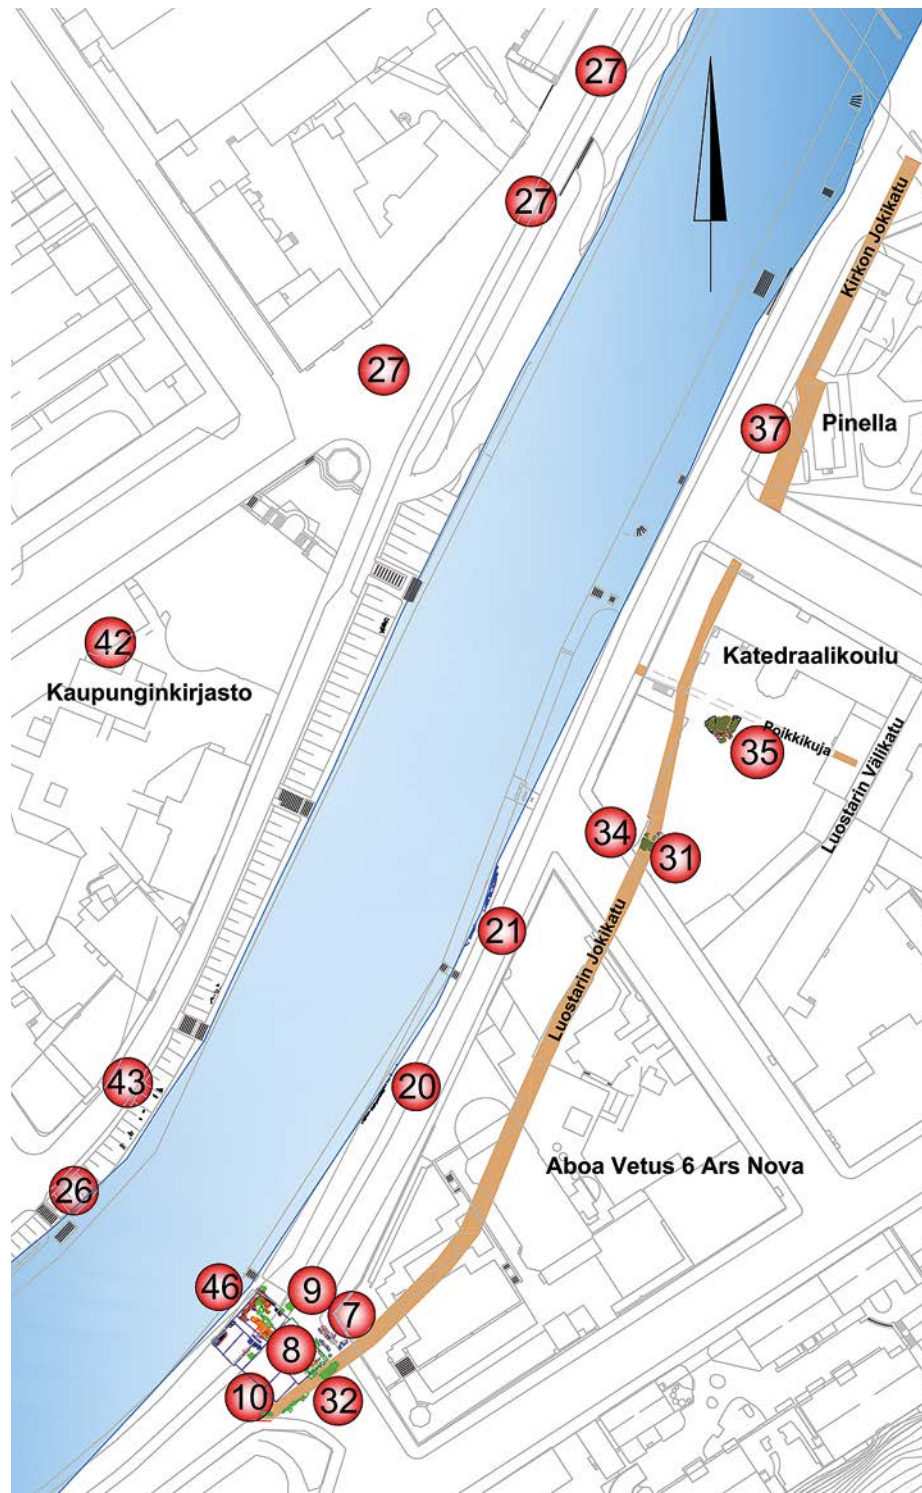 27
27
Kirkon Jokikatu
27
37
Pinella
42
Kaupunginkirjasto
Katedraalikoulu
Poikkikuja
35
Luostarin Välikatu
34
31
21
Luostarin Jokikatu
20
43
Aboa Vetus 6 Ars Nova
26
46
9
7
8
10
32